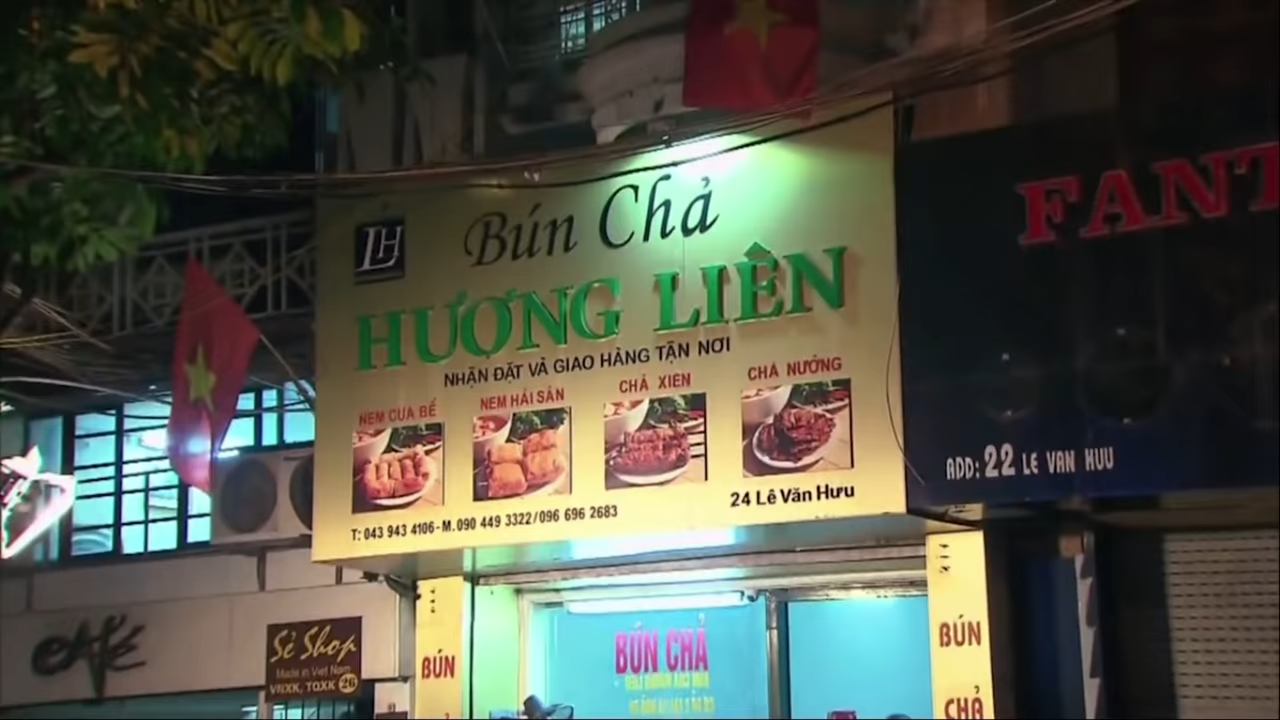 LH
Bún Chả
HƯƠNG LIÊN
NHẬN ĐẶT VÀ GIAO HÀNG TẬN NƠI
NEM CUA BỂ
NEM HẢI SẢN
CHẢ XIÊN
CHẢ NƯỚNG
24 Lê Văn Hưu
T: 043 943 4106 - M. 090 449 3322/096 696 2683
FANT
ADD: 22 LE VAN HUU
CAFÉ
Sẻ Shop
Made in Viet Nam
VNXK, TQXK 26
BÚN
BÚN CHẢ
BÚN
CHẢ